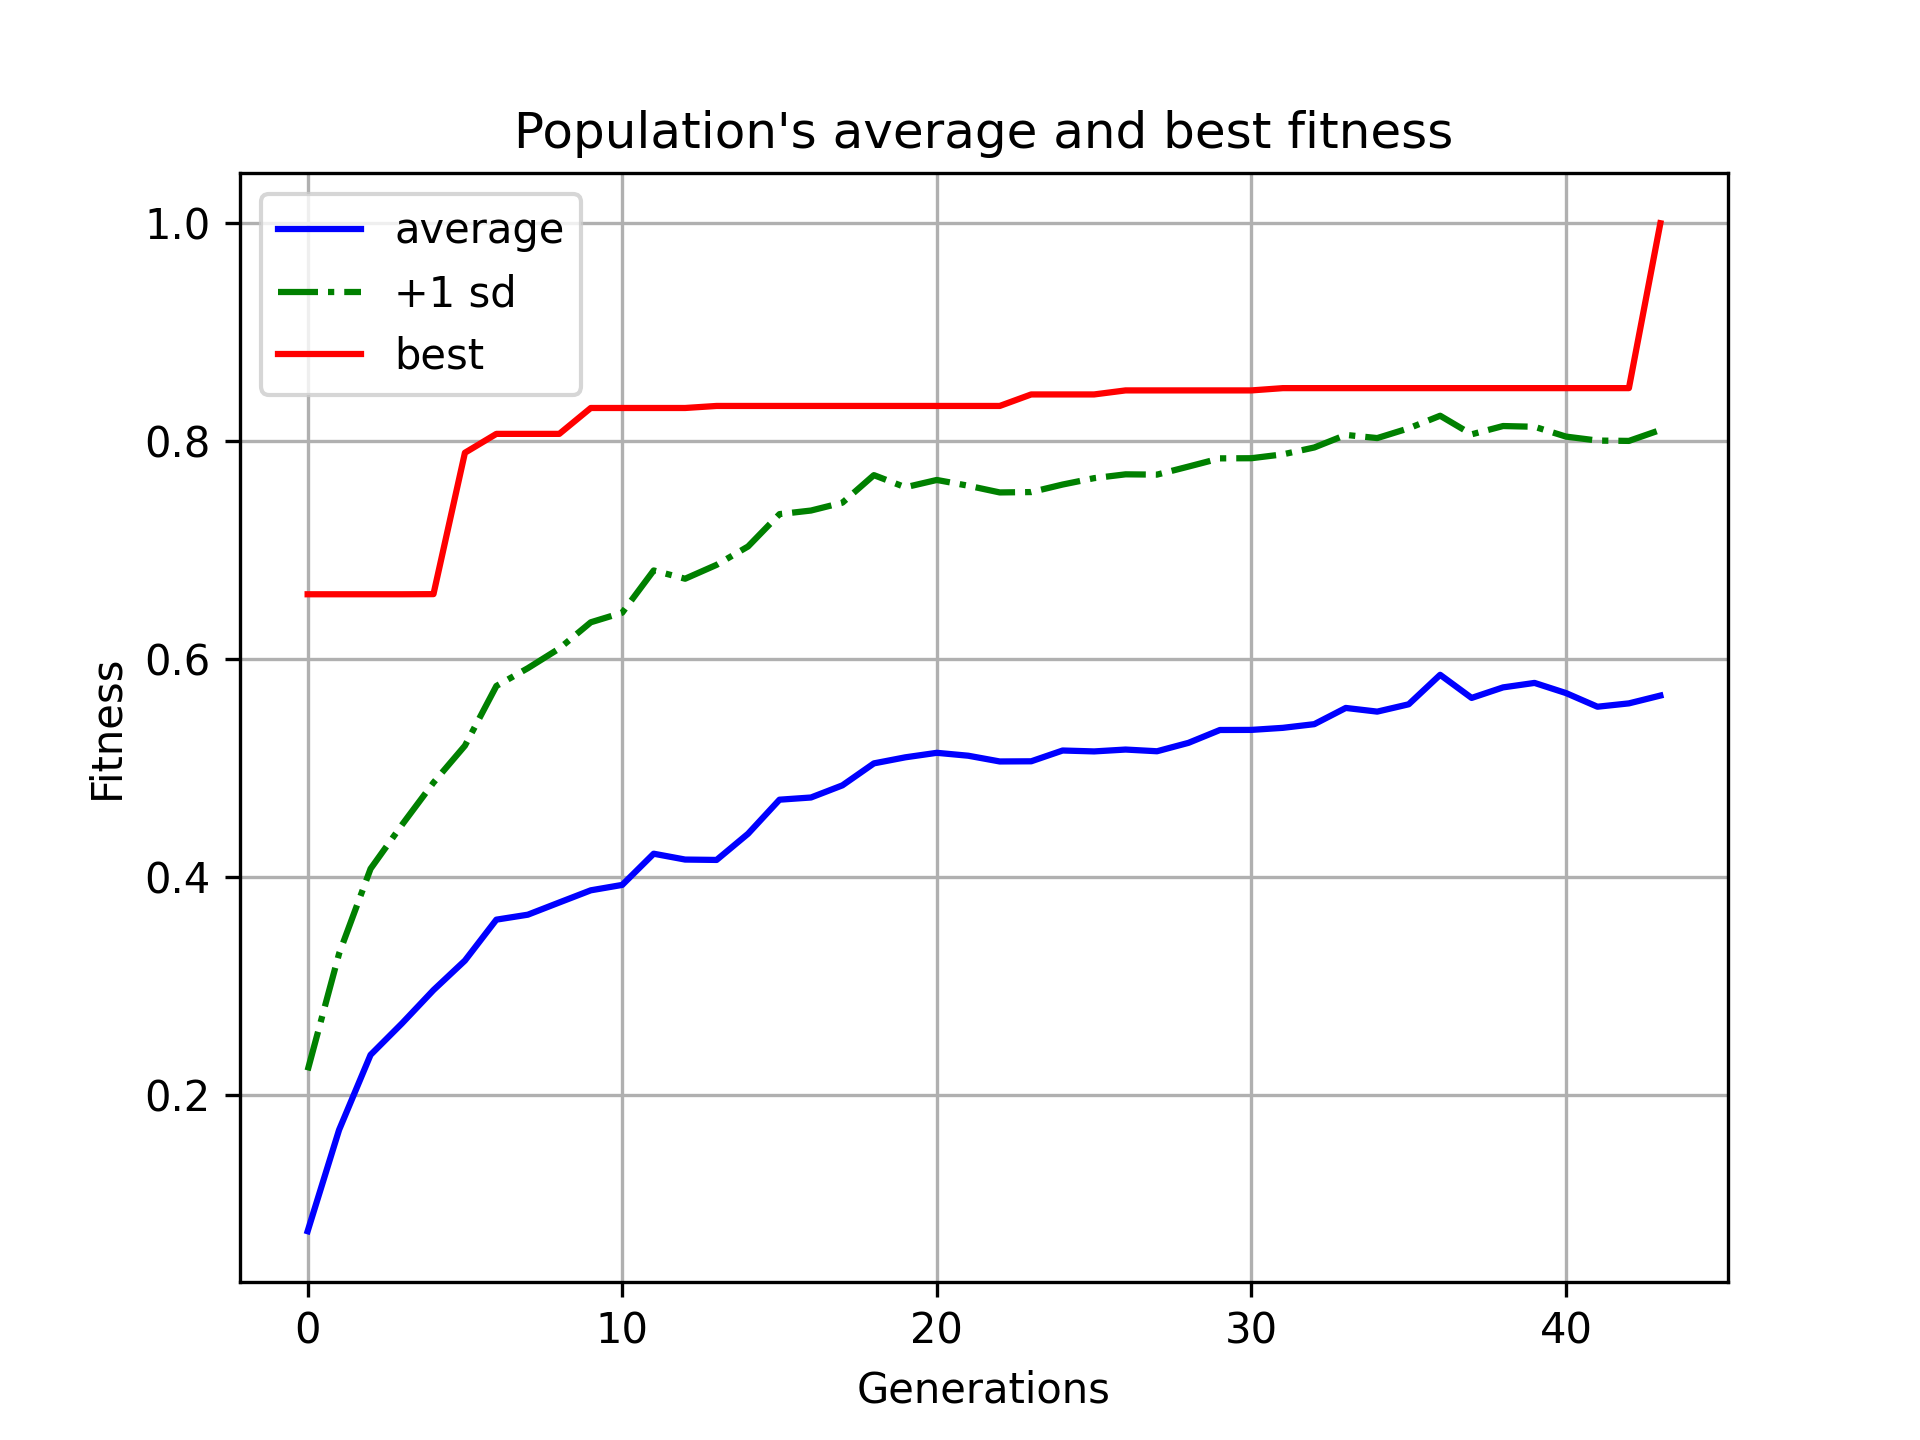 Population's average and best fitness
average
+1 sd
best
1.0
0.8
0.6
0.4
0.2
Fitness
0 10 20 30 40
Generations